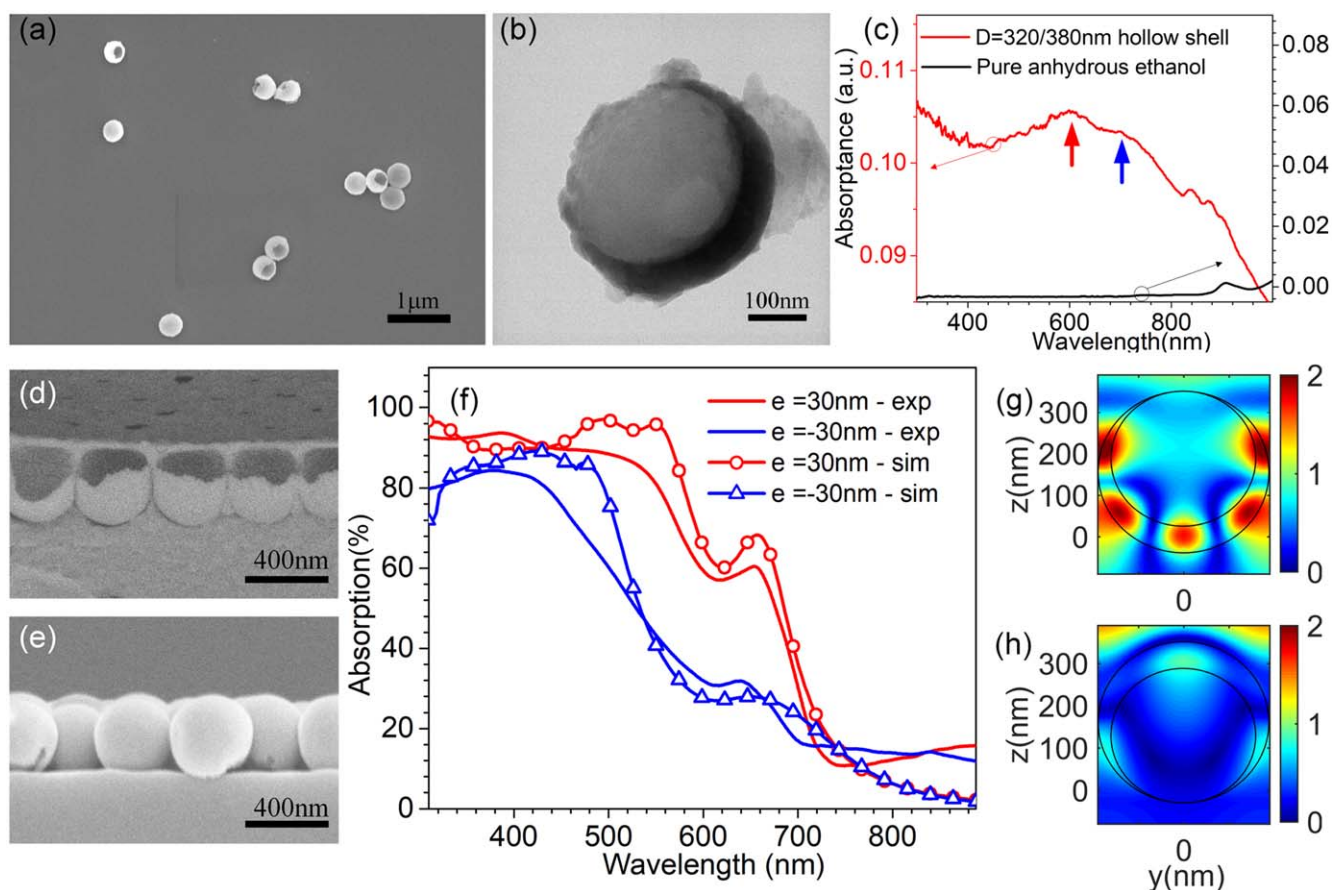 (a)
1μm
(b)
100nm
(c)
D=320/380nm hollow shell
Pure anhydrous ethanol
Absorptance (a.u.)
0.11
0.10
0.09
0.08
0.06
0.04
0.02
0.00
400 600 800
Wavelength(nm)
(d)
400nm
(e)
400nm
(f)
e =30nm - exp
e =-30nm - exp
e =30nm - sim
e =-30nm - sim
Absorption(%)
100
80
60
40
20
0
400 500 600 700 800
Wavelength (nm)
(g)
z(nm)
300
200
100
0
0
2
1
0
(h)
z(nm)
300
200
100
0
0
y(nm)
2
1
0